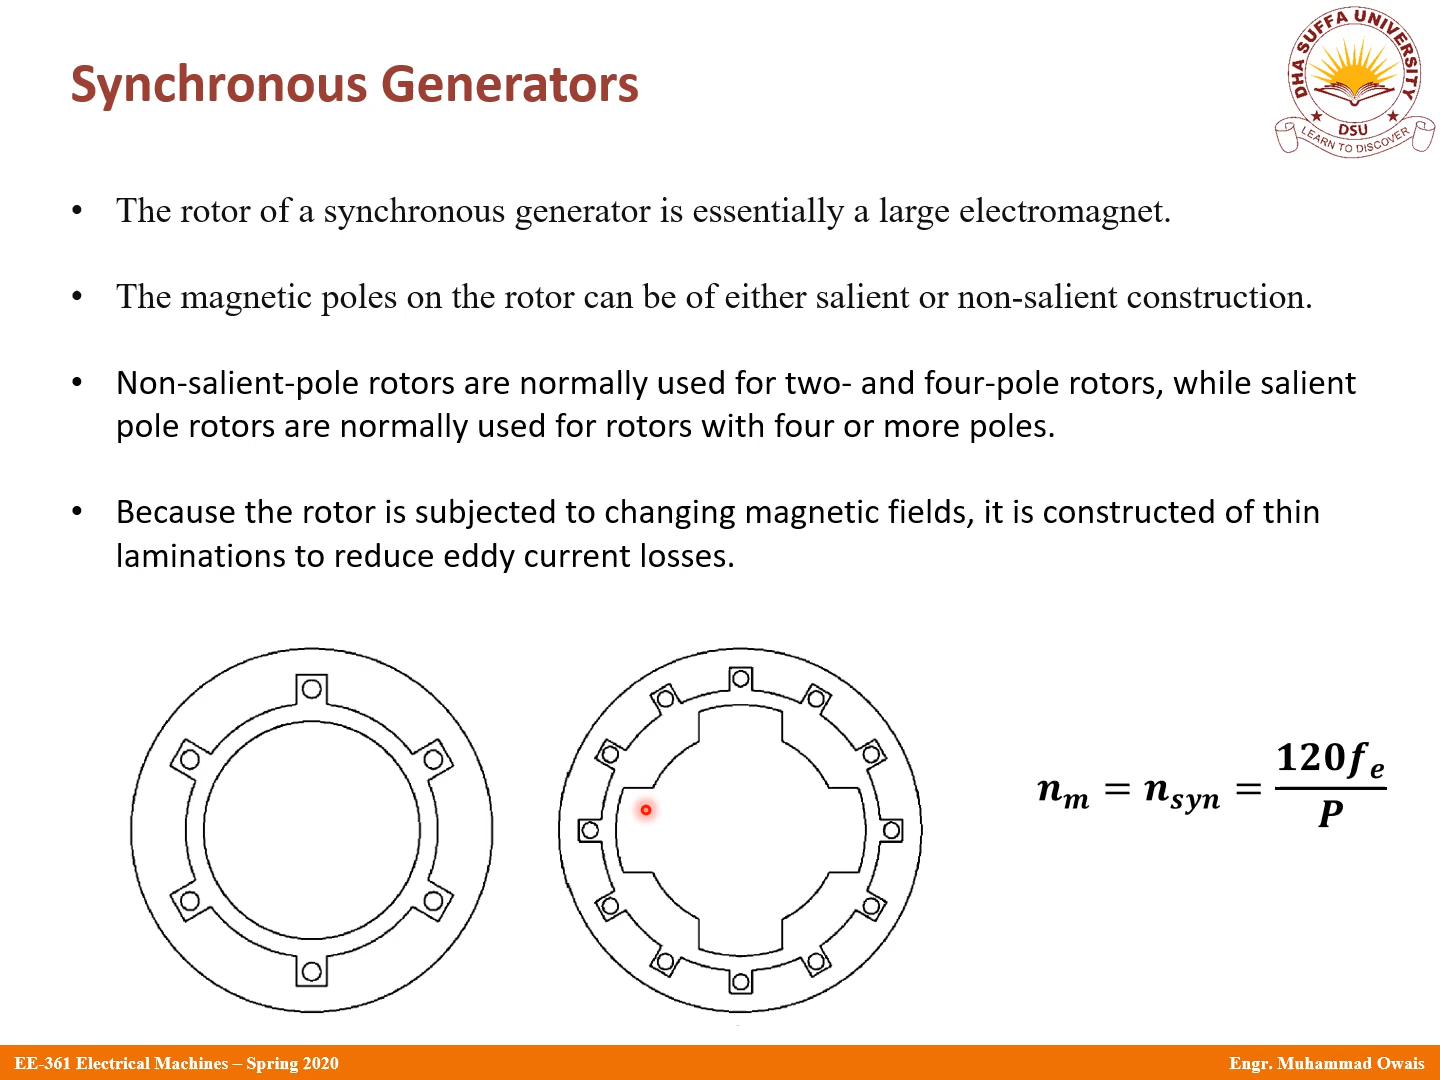 Synchronous Generators
DHA SUFFA UNIVERSITY
DSU
LEARN TO DISCOVER
• The rotor of a synchronous generator is essentially a large electromagnet.
• The magnetic poles on the rotor can be of either salient or non-salient construction.
• Non-salient-pole rotors are normally used for two- and four-pole rotors, while salient
pole rotors are normally used for rotors with four or more poles.
• Because the rotor is subjected to changing magnetic fields, it is constructed of thin
laminations to reduce eddy current losses.
n_m = n_syn = 120f_e / P
EE-361 Electrical Machines – Spring 2020
Engr. Muhammad Owais